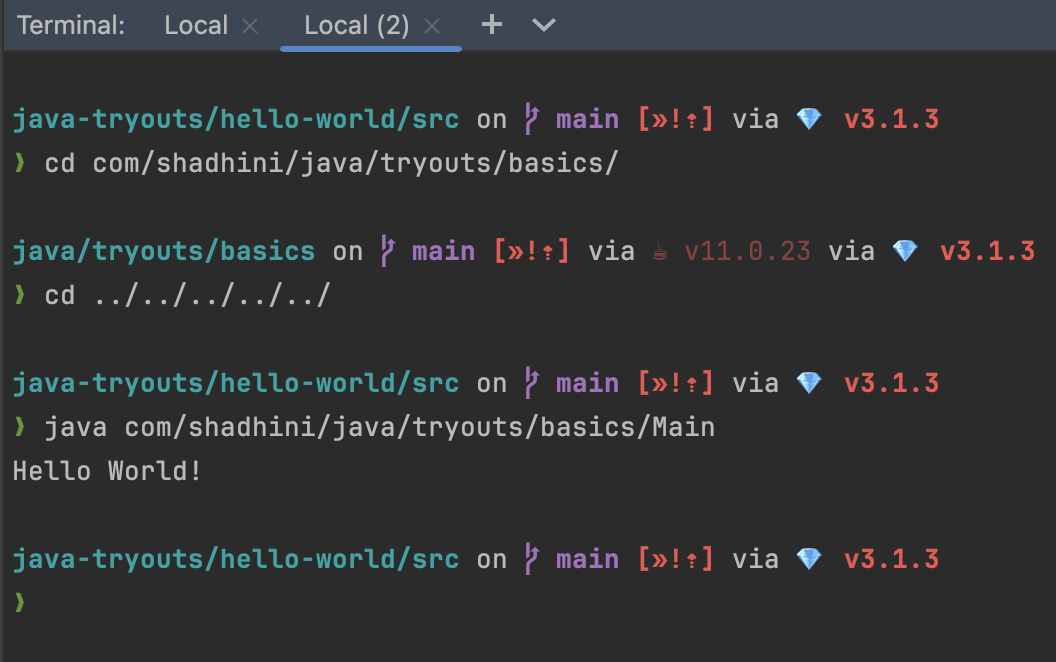 Terminal: Local × Local (2) × +
java-tryouts/hello-world/src on main [»!⇡] via 💎 v3.1.3
❯ cd com/shadhini/java/tryouts/basics/
java/tryouts/basics on main [»!⇡] via ☕ v11.0.23 via 💎 v3.1.3
❯ cd ../../../../../
java-tryouts/hello-world/src on main [»!⇡] via 💎 v3.1.3
❯ java com/shadhini/java/tryouts/basics/Main
Hello World!
java-tryouts/hello-world/src on main [»!⇡] via 💎 v3.1.3
❯